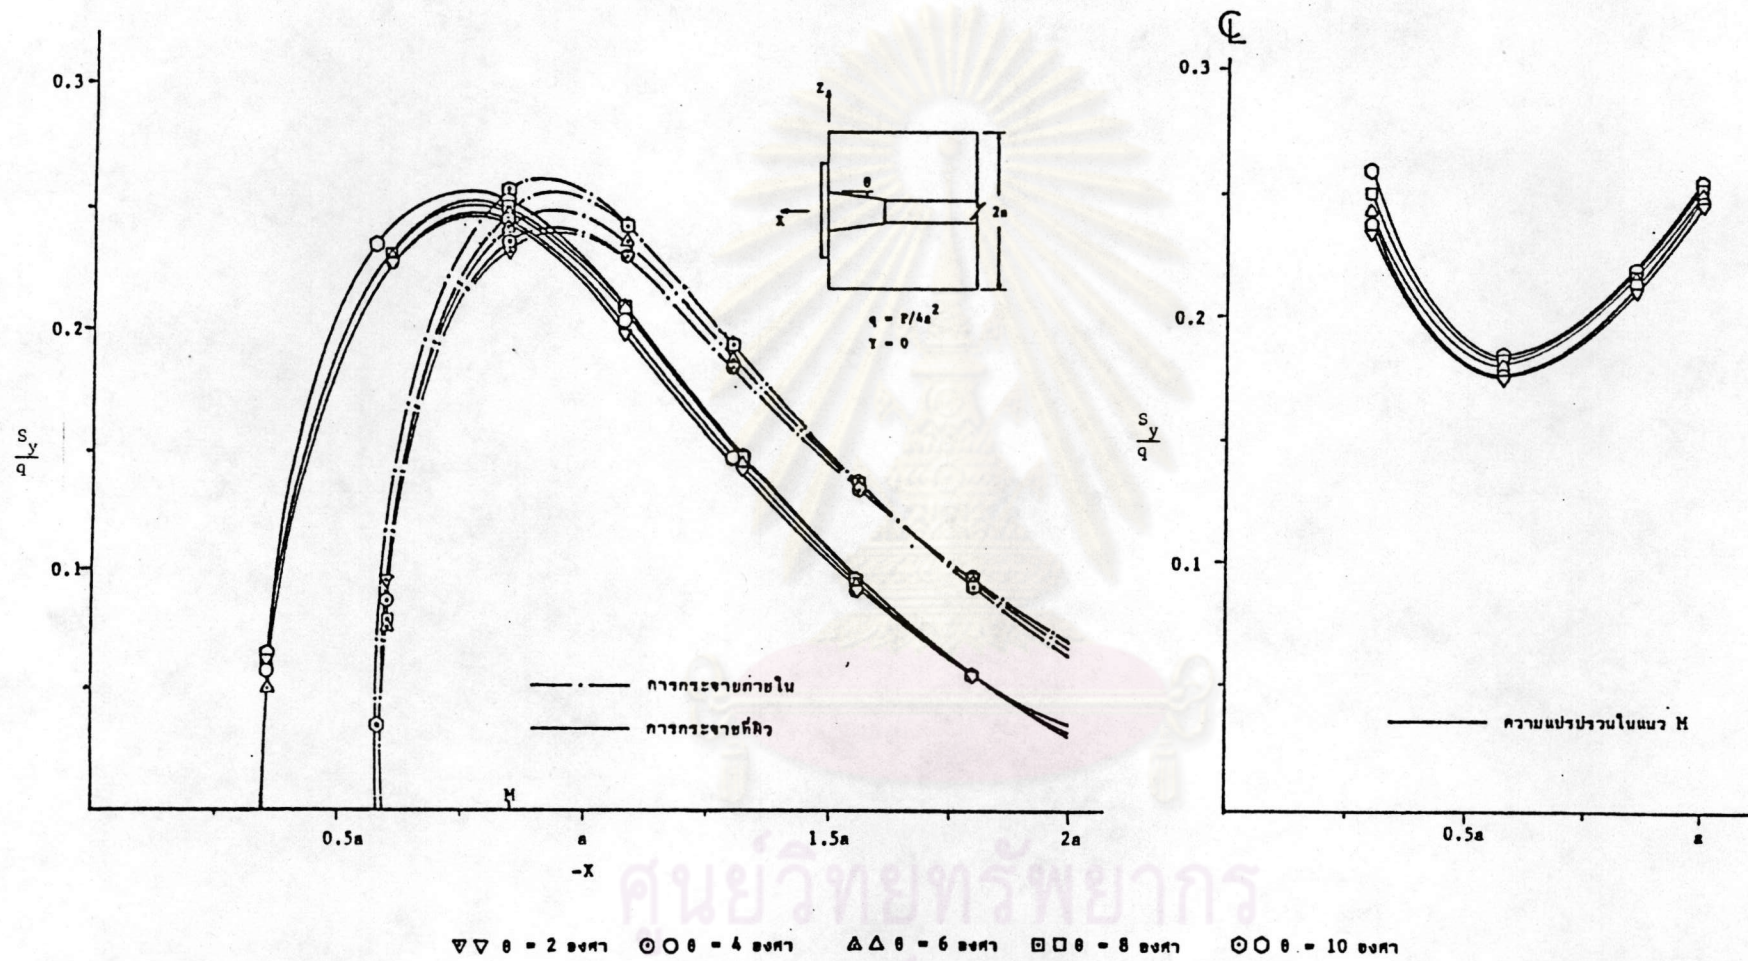 0.3
0.2
0.1
S_y
q
0.5a
a
1.5a
2a
M
-X
Z
θ
X
2a
q = P/4a²
Y = 0
การกระจายภายใน
การกระจายที่ผิว
℄
0.3
0.2
0.1
S_y
q
0.5a
a
ความแปรปรวนในแนว M
ศูนย์วิทยทรัพยากร
θ = 2 องศา θ = 4 องศา θ = 6 องศา θ = 8 องศา θ = 10 องศา